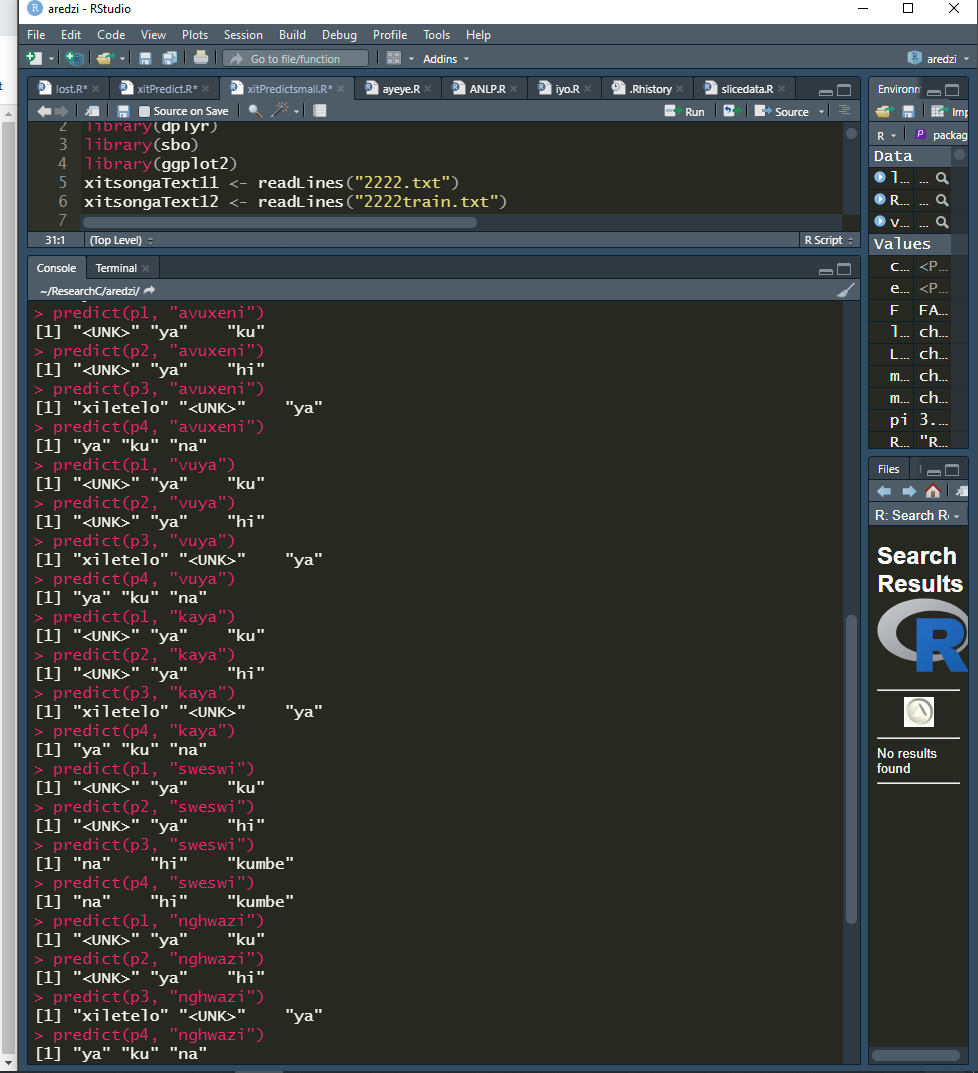 aredzi - RStudio
File Edit Code View Plots Session Build Debug Profile Tools Help
Go to file/function Addins aredzi
lost.R* xitPredict.R* xitPredictsmall.R* ayeye.R ANLP.R iyo.R .Rhistory slicedata.R
Source on Save Run Source
2 library(dplyr)
3 library(sbo)
4 library(ggplot2)
5 xitsongaText11 <- readLines("2222.txt")
6 xitsongaText12 <- readLines("2222train.txt")
7
31:1 (Top Level) R Script
Console Terminal
~/ResearchC/aredzi/
> predict(p1, "avuxeni")
[1] "<UNK>" "ya" "ku"
> predict(p2, "avuxeni")
[1] "<UNK>" "ya" "hi"
> predict(p3, "avuxeni")
[1] "xiletelo" "<UNK>" "ya"
> predict(p4, "avuxeni")
[1] "ya" "ku" "na"
> predict(p1, "vuya")
[1] "<UNK>" "ya" "ku"
> predict(p2, "vuya")
[1] "<UNK>" "ya" "hi"
> predict(p3, "vuya")
[1] "xiletelo" "<UNK>" "ya"
> predict(p4, "vuya")
[1] "ya" "ku" "na"
> predict(p1, "kaya")
[1] "<UNK>" "ya" "ku"
> predict(p2, "kaya")
[1] "<UNK>" "ya" "hi"
> predict(p3, "kaya")
[1] "xiletelo" "<UNK>" "ya"
> predict(p4, "kaya")
[1] "ya" "ku" "na"
> predict(p1, "sweswi")
[1] "<UNK>" "ya" "ku"
> predict(p2, "sweswi")
[1] "<UNK>" "ya" "hi"
> predict(p3, "sweswi")
[1] "na" "hi" "kumbe"
> predict(p4, "sweswi")
[1] "na" "hi" "kumbe"
> predict(p1, "nghwazi")
[1] "<UNK>" "ya" "ku"
> predict(p2, "nghwazi")
[1] "<UNK>" "ya" "hi"
> predict(p3, "nghwazi")
[1] "xiletelo" "<UNK>" "ya"
> predict(p4, "nghwazi")
[1] "ya" "ku" "na"
Environm
Imp
R packag
Data
l... ...
R... ...
v... ...
Values
c... <P...
e... <P...
F FA...
l... ch...
L... ch...
m... ch...
m... ch...
pi 3....
R... "R...
Files
R: Search Re
Search
Results
R
No results
found